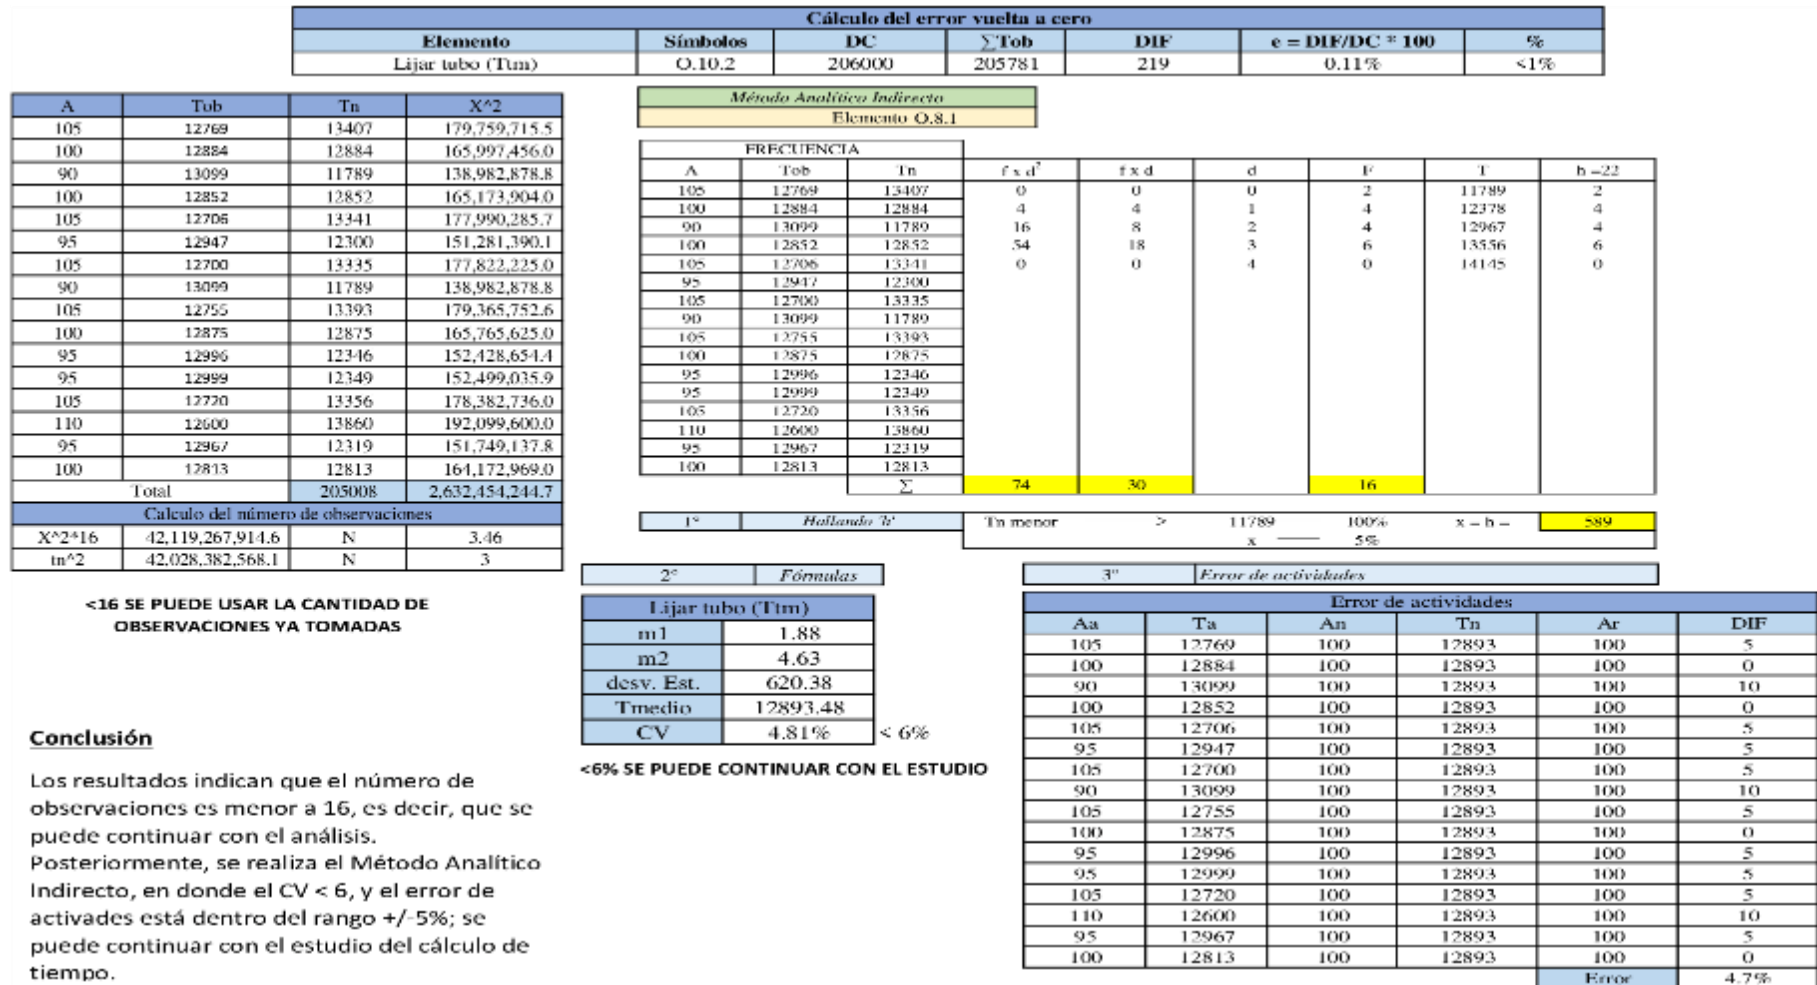 Cálculo del error vuelta a cero
Elemento Símbolos DC ∑Tob DIF e = DIF/DC * 100 %
Lijar tubo (Ttm) O.10.2 206000 205781 219 0.11% <1%
A Tob Tn X^2
105 12769 13407 179,759,715.5
100 12884 12884 165,997,456.0
90 13099 11789 138,982,878.8
100 12852 12852 165,173,904.0
105 12706 13341 177,990,285.7
95 12947 12300 151,281,390.1
105 12700 13335 177,822,225.0
90 13099 11789 138,982,878.8
105 12755 13393 179,365,752.6
100 12875 12875 165,765,625.0
95 12996 12346 152,428,654.4
95 12999 12349 152,499,035.9
105 12720 13356 178,382,736.0
110 12600 13860 192,099,600.0
95 12967 12319 151,749,137.8
100 12813 12813 164,172,969.0
Total 205008 2,632,454,244.7
Calculo del número de observaciones
X^2*16 42,119,267,914.6 N 3.46
tn^2 42,028,382,568.1 N 3
<16 SE PUEDE USAR LA CANTIDAD DE
OBSERVACIONES YA TOMADAS
Conclusión
Los resultados indican que el número de
observaciones es menor a 16, es decir, que se
puede continuar con el análisis.
Posteriormente, se realiza el Método Analítico
Indirecto, en donde el CV < 6, y el error de
activades está dentro del rango +/-5%; se
puede continuar con el estudio del cálculo de
tiempo.
Método Analítico Indirecto
Elemento O.8.1
FRECUENCIA
A Tob Tn f x d² f x d d F T h =22
105 12769 13407 0 0 0 2 11789 2
100 12884 12884 4 4 1 4 12378 4
90 13099 11789 16 8 2 4 12967 4
100 12852 12852 54 18 3 6 13556 6
105 12706 13341 0 0 4 0 14145 0
95 12947 12300
105 12700 13335
90 13099 11789
105 12755 13393
100 12875 12875
95 12996 12346
95 12999 12349
105 12720 13356
110 12600 13860
95 12967 12319
100 12813 12813
∑ 74 30 16
1° Hallando 'h' Tn menor > 11789 100% x = h = 589
x 5%
2° Fórmulas
Lijar tubo (Ttm)
m1 1.88
m2 4.63
desv. Est. 620.38
Tmedio 12893.48
CV 4.81% < 6%
<6% SE PUEDE CONTINUAR CON EL ESTUDIO
3° Error de actividades
Error de actividades
Aa Ta An Tn Ar DIF
105 12769 100 12893 100 5
100 12884 100 12893 100 0
90 13099 100 12893 100 10
100 12852 100 12893 100 0
105 12706 100 12893 100 5
95 12947 100 12893 100 5
105 12700 100 12893 100 5
90 13099 100 12893 100 10
105 12755 100 12893 100 5
100 12875 100 12893 100 0
95 12996 100 12893 100 5
95 12999 100 12893 100 5
105 12720 100 12893 100 5
110 12600 100 12893 100 10
95 12967 100 12893 100 5
100 12813 100 12893 100 0
Error 4.7%